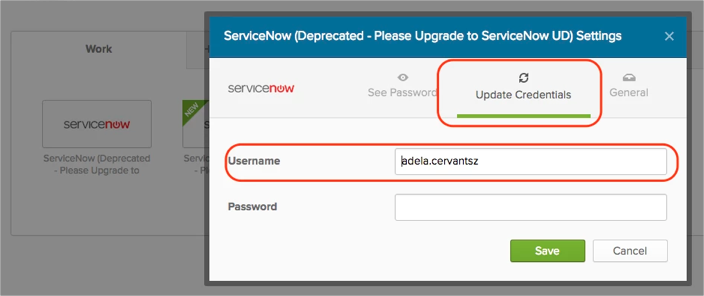 ServiceNow (Deprecated - Please Upgrade to ServiceNow UD) Settings
Work
servicenow
See Password
Update Credentials
General
servicenow
NEW
ServiceNow (Deprecated
- Please Upgrade to
Username
adela.cervantsz
Password
Save
Cancel